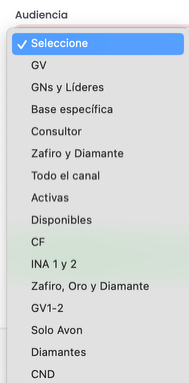 Audiencia
✓ Seleccione
GV
GNs y Líderes
Base específica
Consultor
Zafiro y Diamante
Todo el canal
Activas
Disponibles
CF
INA 1 y 2
Zafiro, Oro y Diamante
GV1-2
Solo Avon
Diamantes
CND